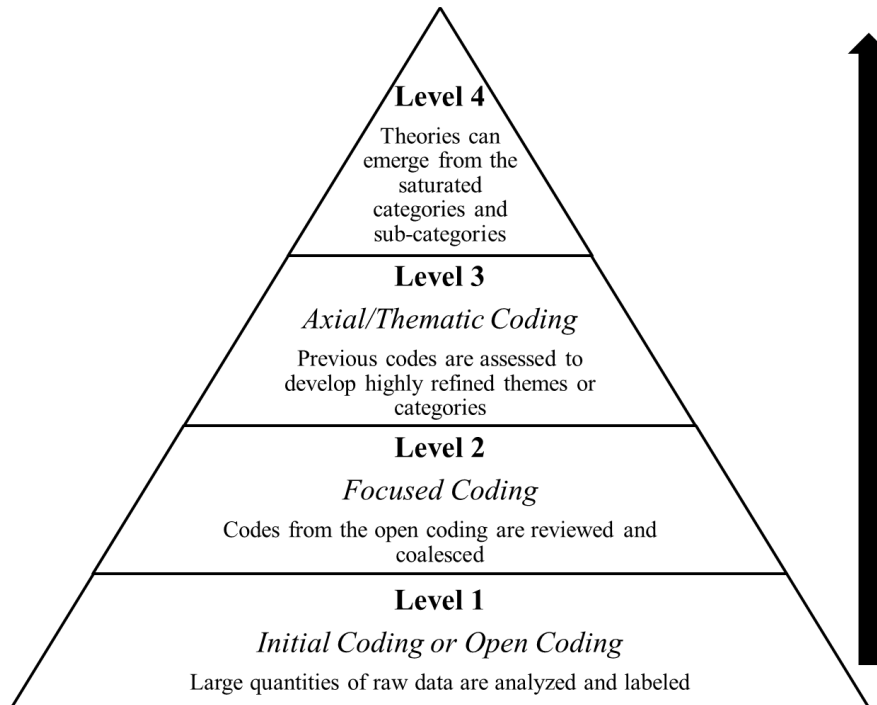 Level 4
Theories can
emerge from the
saturated
categories and
sub-categories
Level 3
Axial/Thematic Coding
Previous codes are assessed to
develop highly refined themes or
categories
Level 2
Focused Coding
Codes from the open coding are reviewed and
coalesced
Level 1
Initial Coding or Open Coding
Large quantities of raw data are analyzed and labeled